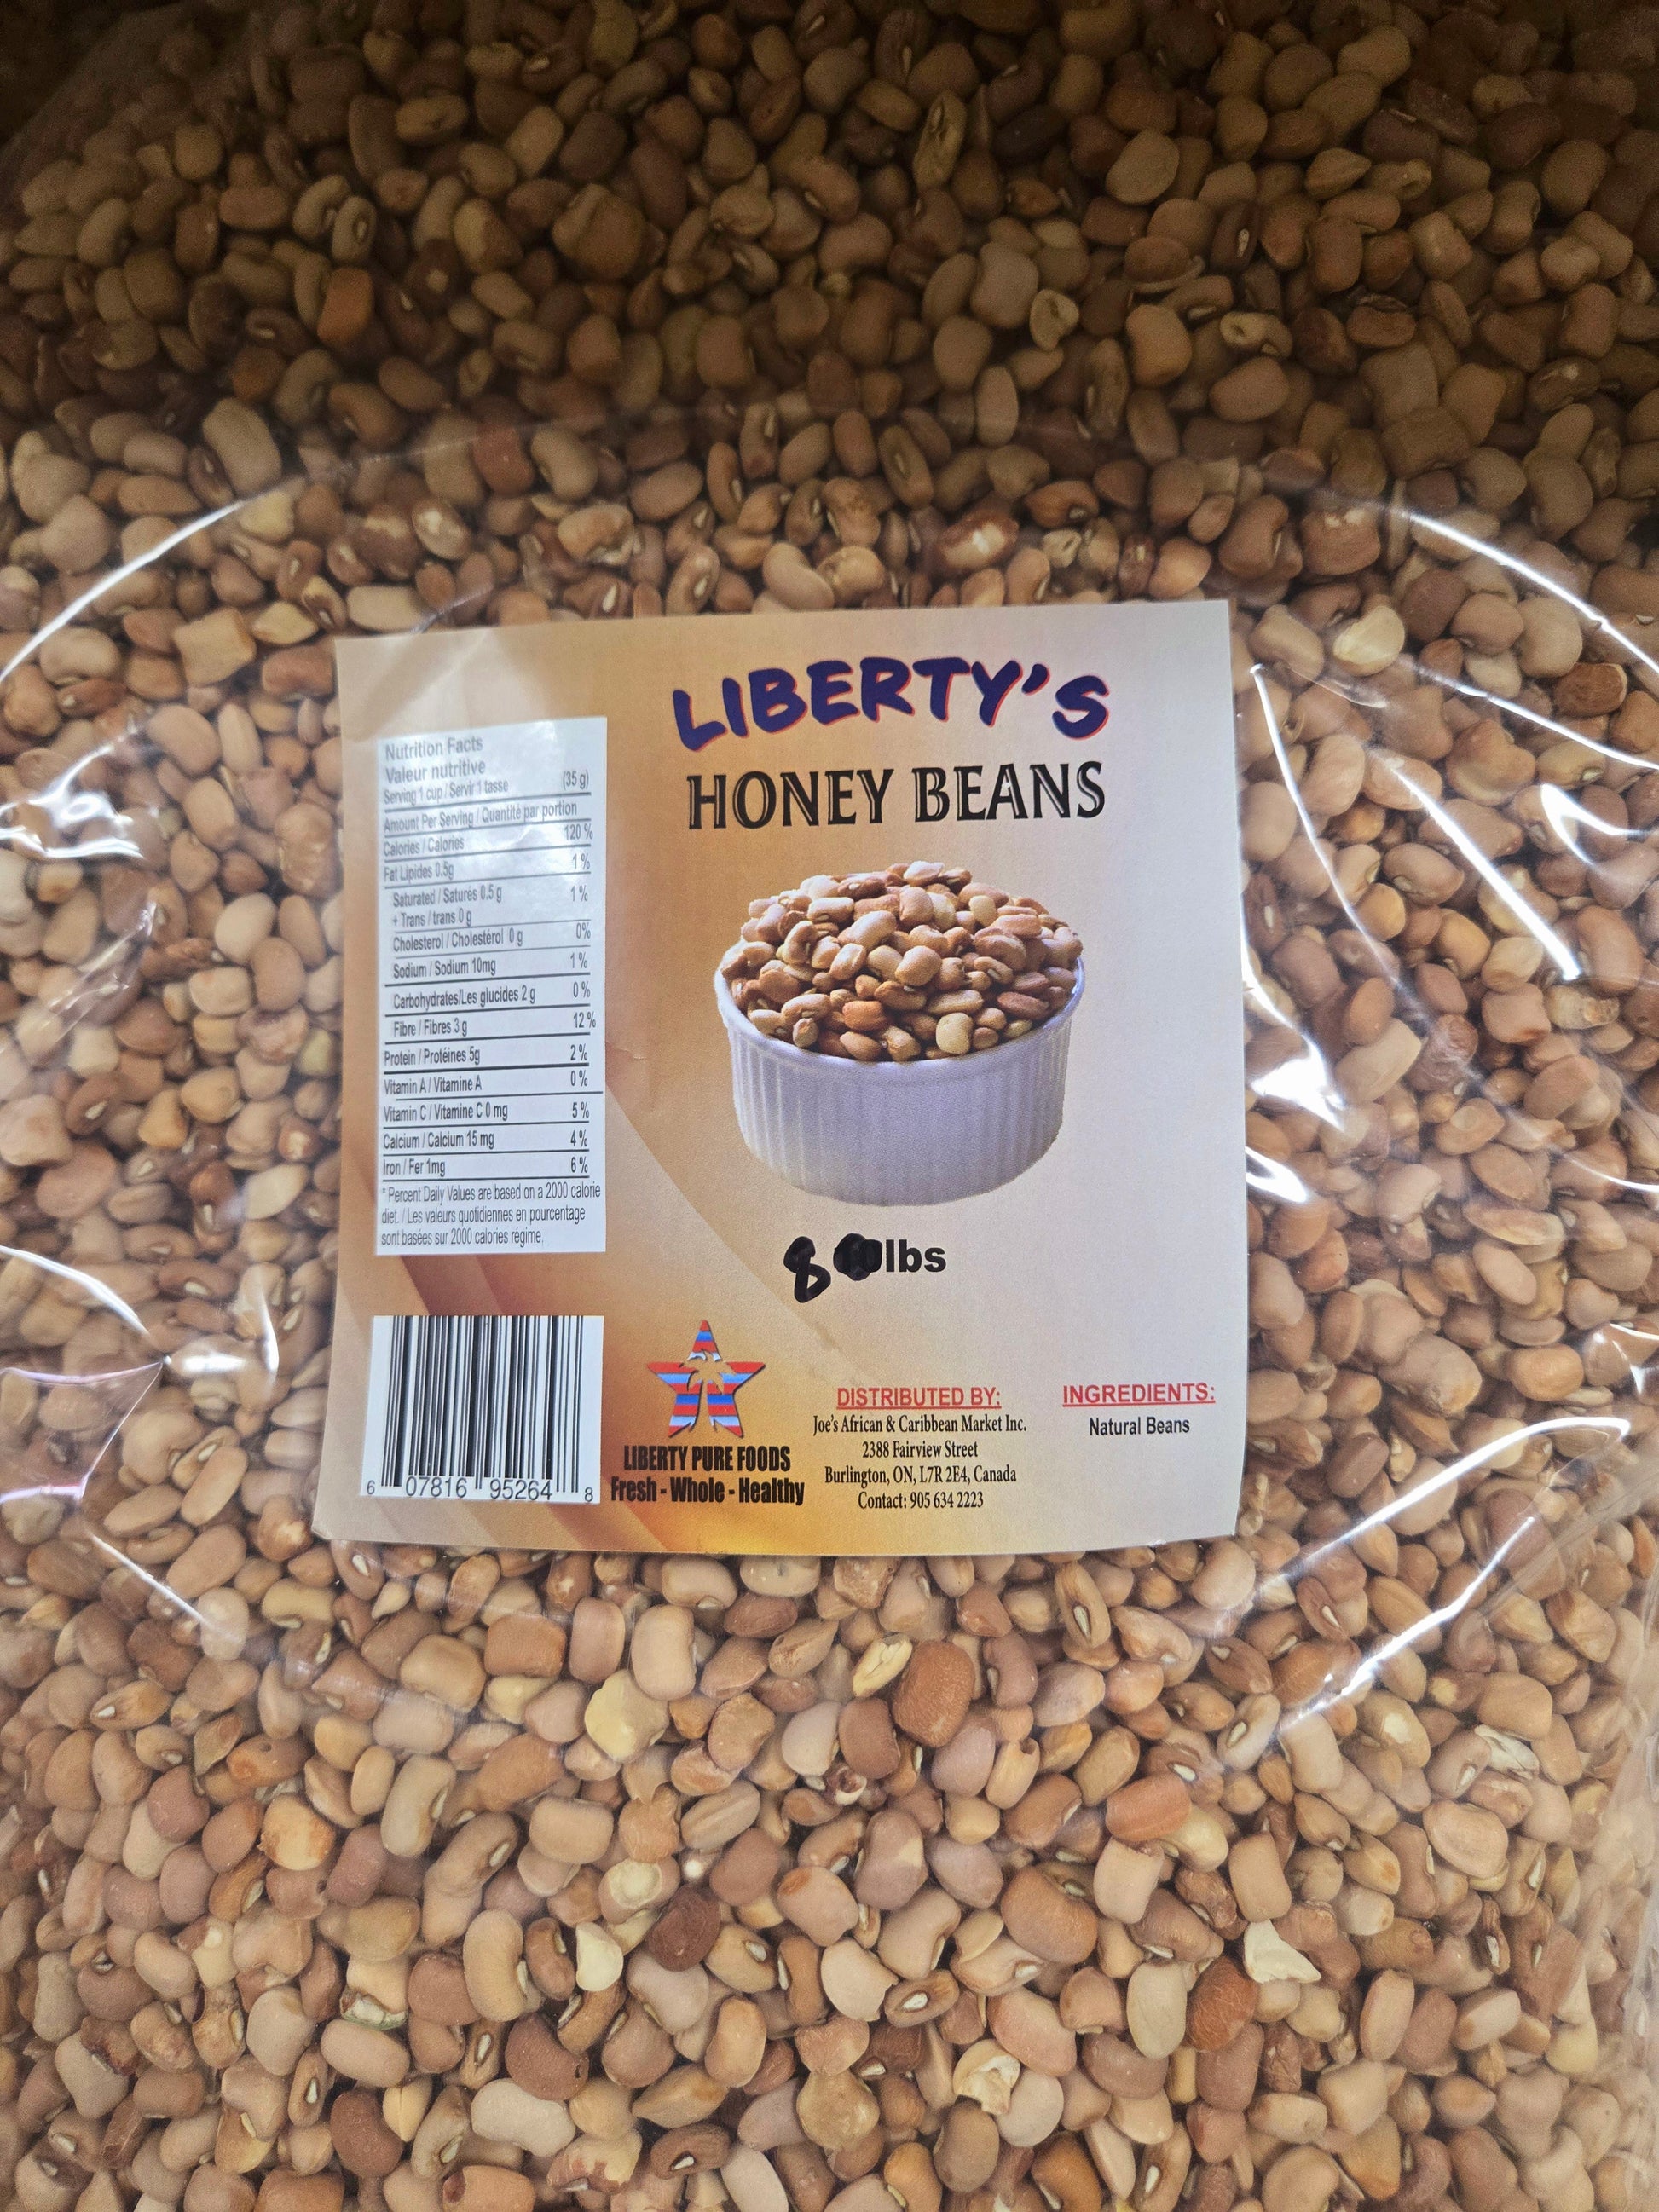 LIBERTY'S
HONEY BEANS
Nutrition Facts
Valeur nutritive
Serving 1 cup / Servir 1 tasse (35 g)
Amount Per Serving / Quantité par portion
Calories / Calories 120 %
Fat Lipides 0.5g 1 %
Saturated / Saturés 0.5 g 1 %
+ Trans / trans 0 g
Cholesterol / Cholestérol 0 g 0%
Sodium / Sodium 10mg 1 %
Carbohydrates/Les glucides 2 g 0 %
Fibre / Fibres 3 g 12 %
Protein / Protéines 5g 2 %
Vitamin A / Vitamine A 0 %
Vitamin C / Vitamine C 0 mg 5 %
Calcium / Calcium 15 mg 4 %
Iron / Fer 1mg 6 %
* Percent Daily Values are based on a 2000 calorie
diet. / Les valeurs quotidiennes en pourcentage
sont basées sur 2000 calories régime.
8 lbs
6 07816 95264 8
LIBERTY PURE FOODS
Fresh - Whole - Healthy
DISTRIBUTED BY:
Joe's African & Caribbean Market Inc.
2388 Fairview Street
Burlington, ON, L7R 2E4, Canada
Contact: 905 634 2223
INGREDIENTS:
Natural Beans